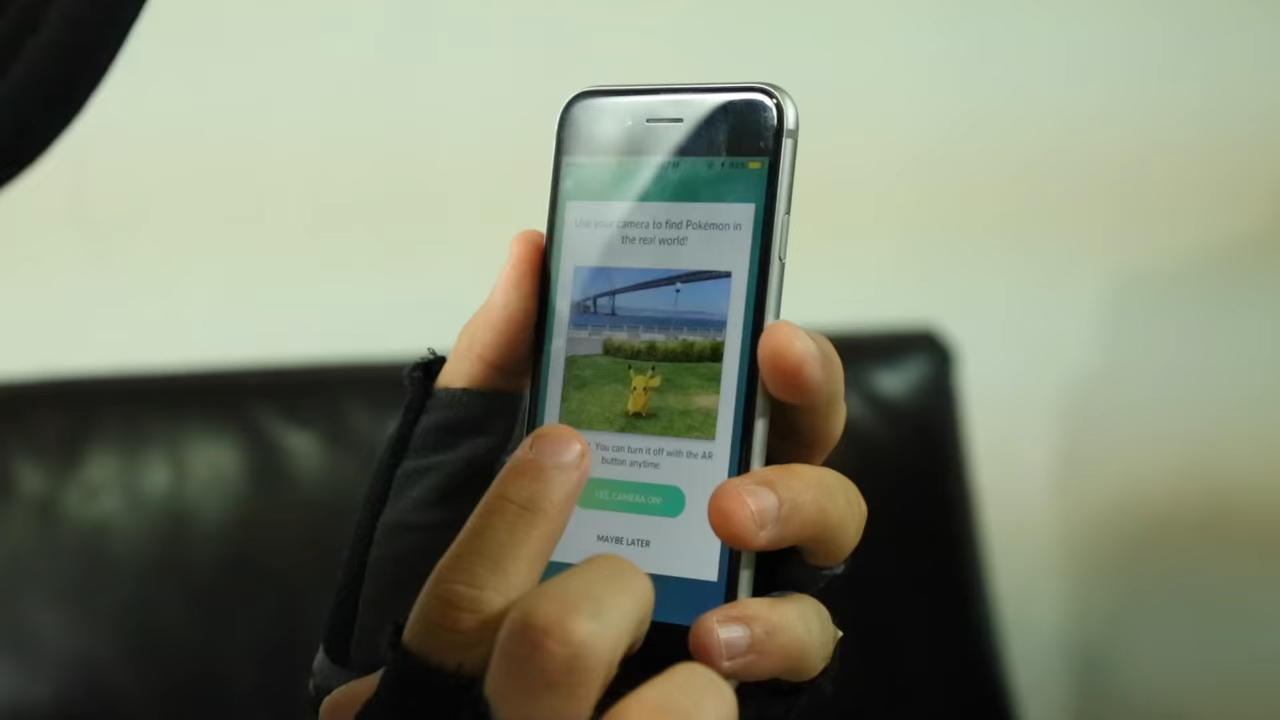 Use your camera to find Pokémon in
the real world!
You can turn it off with the AR
button anytime.
YES, CAMERA ON!
MAYBE LATER